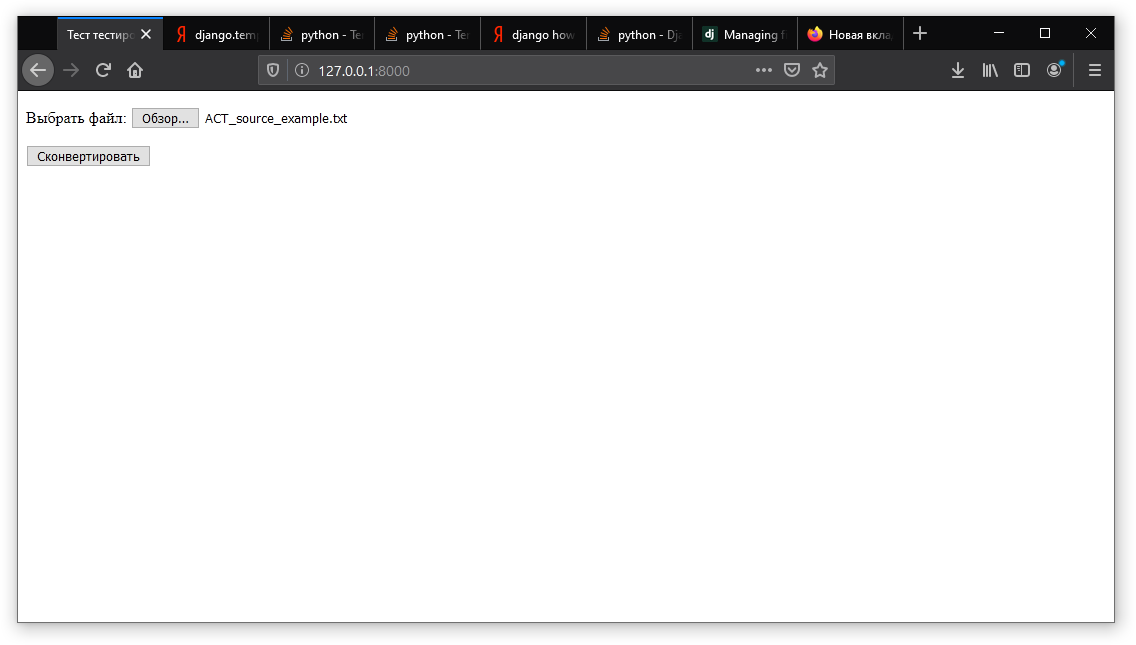 Тест тестиро
django.temp
python - Te
python - Te
django how
python - Dja
Managing fi
Новая вкла
127.0.0.1:8000
Выбрать файл: Обзор... ACT_source_example.txt
Сконвертировать